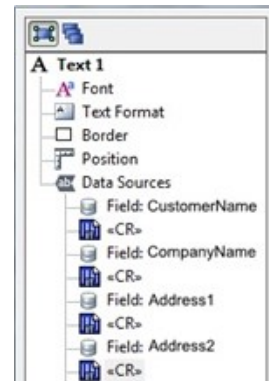 Text 1
Font
Text Format
Border
Position
Data Sources
Field: CustomerName
«CR»
Field: CompanyName
«CR»
Field: Address1
«CR»
Field: Address2
«CR»